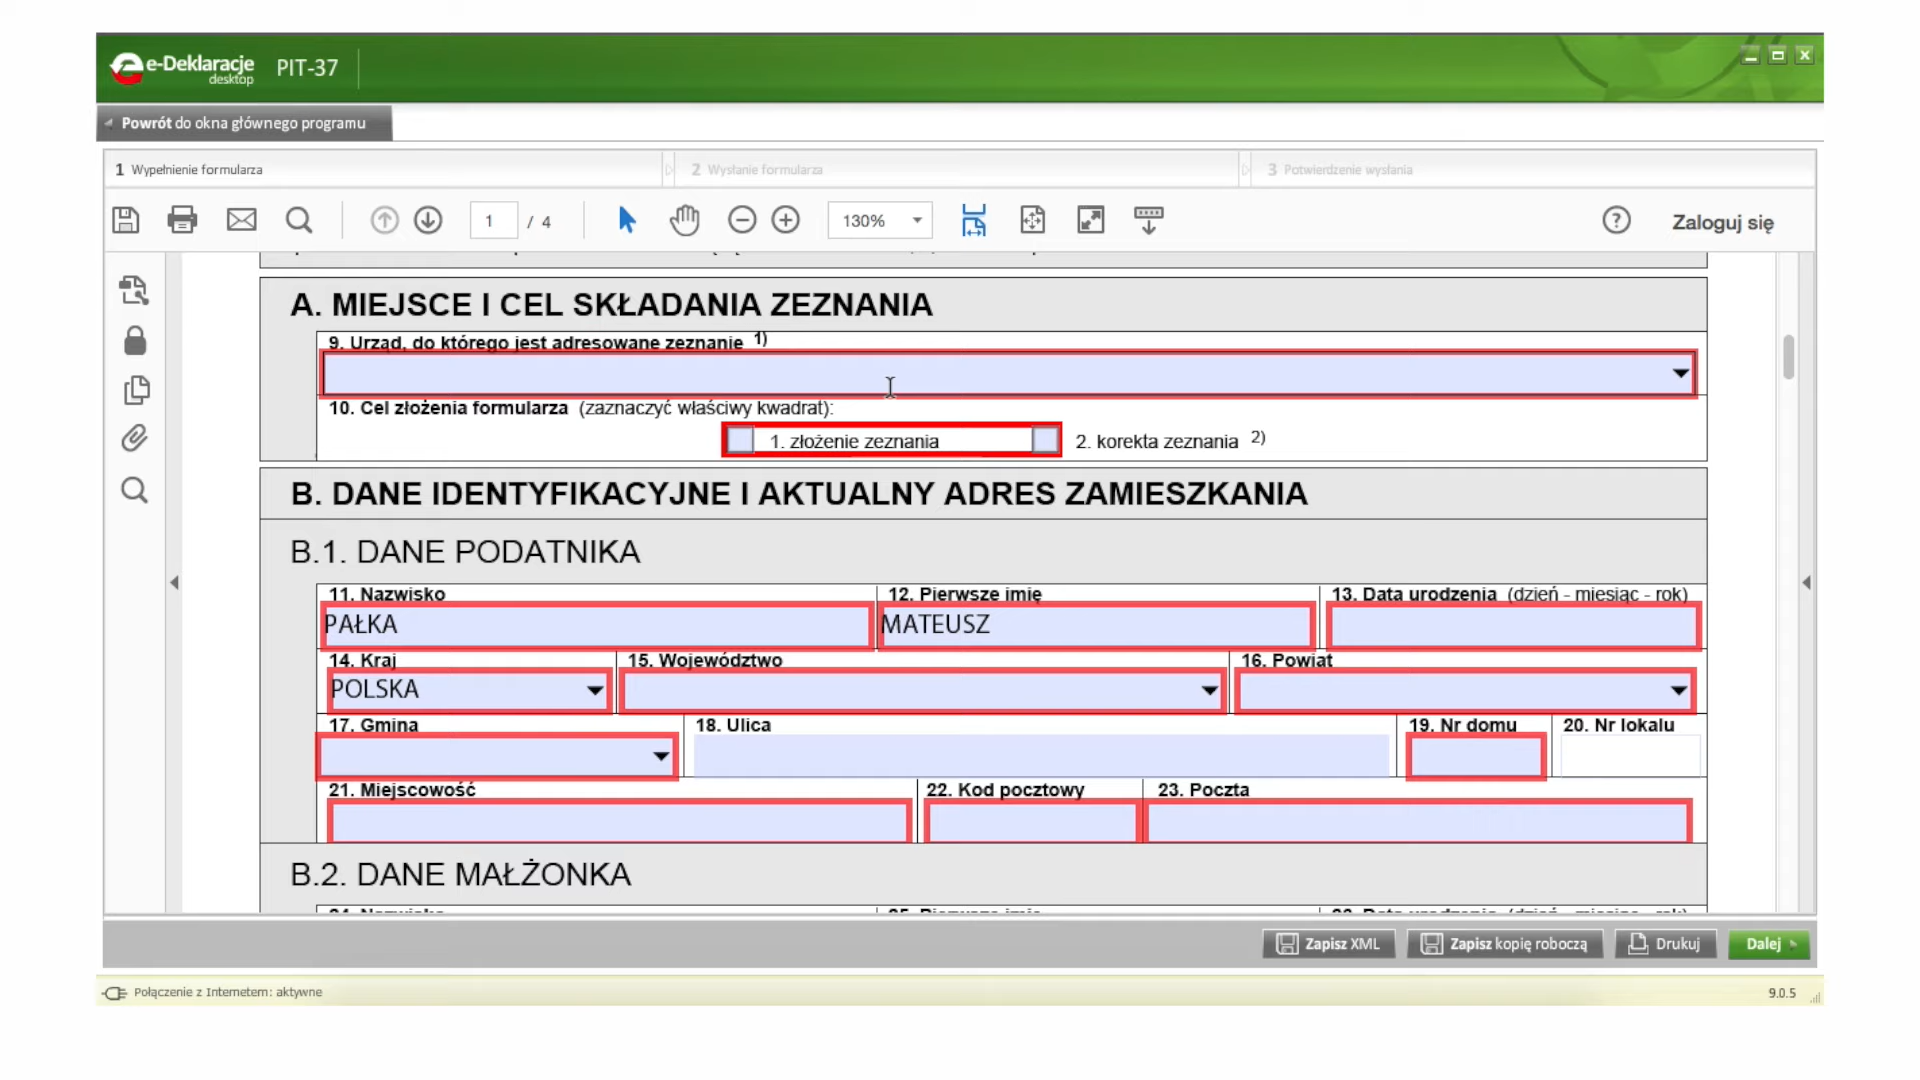 e-Deklaracje
desktop
PIT-37
Powrót do okna głównego programu
1 Wypełnienie formularza
2 Wysłanie formularza
3 Potwierdzenie wysłania
1 / 4
130%
Zaloguj się
A. MIEJSCE I CEL SKŁADANIA ZEZNANIA
9. Urząd, do którego jest adresowane zeznanie 1)
10. Cel złożenia formularza (zaznaczyć właściwy kwadrat):
1. złożenie zeznania
2. korekta zeznania 2)
B. DANE IDENTYFIKACYJNE I AKTUALNY ADRES ZAMIESZKANIA
B.1. DANE PODATNIKA
11. Nazwisko
12. Pierwsze imię
13. Data urodzenia (dzień - miesiąc - rok)
PAŁKA
MATEUSZ
14. Kraj
15. Województwo
16. Powiat
POLSKA
17. Gmina
18. Ulica
19. Nr domu
20. Nr lokalu
21. Miejscowość
22. Kod pocztowy
23. Poczta
B.2. DANE MAŁŻONKA
Zapisz XML
Zapisz kopię roboczą
Drukuj
Dalej
Połączenie z Internetem: aktywne
9.0.5